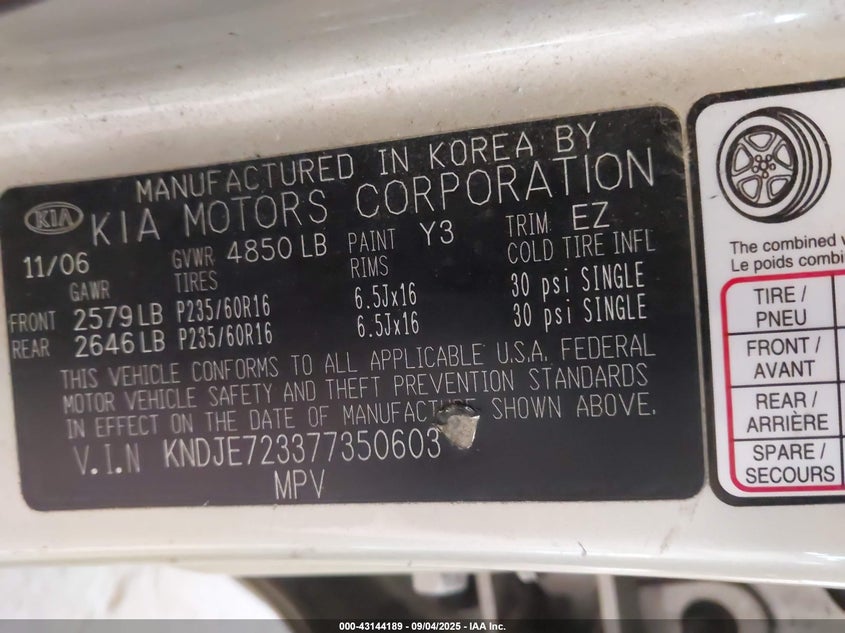 MANUFACTURED IN KOREA BY
KIA KIA MOTORS CORPORATION
11/06 GVWR 4850 LB PAINT Y3 TRIM EZ
GAWR TIRES RIMS COLD TIRE INFL
FRONT 2579 LB P235/60R16 6.5Jx16 30 psi SINGLE
REAR 2646 LB P235/60R16 6.5Jx16 30 psi SINGLE
THIS VEHICLE CONFORMS TO ALL APPLICABLE U.S.A. FEDERAL
MOTOR VEHICLE SAFETY AND THEFT PREVENTION STANDARDS
IN EFFECT ON THE DATE OF MANUFACTURE SHOWN ABOVE.
V.I.N KNDJE723377350603
MPV
The combined
Le poids combi
TIRE /
PNEU
FRONT /
AVANT
REAR /
ARRIÈRE
SPARE /
SECOURS
000-43144189 - 09/04/2025 - IAA Inc.